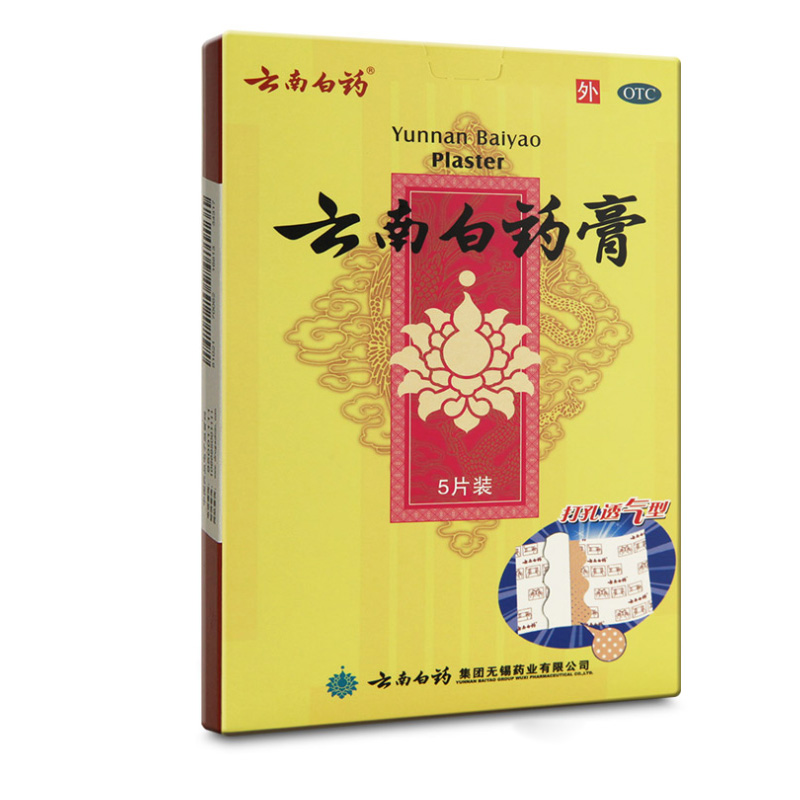 云南白药®
外
OTC
Yunnan Baiyao
Plaster
云南白药膏
5片装
打孔透气型
云南白药 集团无锡药业有限公司
YUNNAN BAIYAO GROUP WUXI PHARMACEUTICAL CO.,LTD.